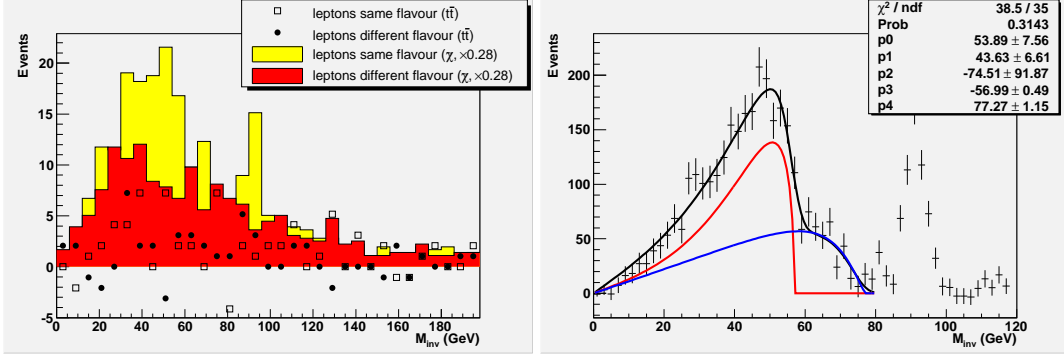 Events
leptons same flavour (tt̄)
leptons different flavour (tt̄)
leptons same flavour (χ, ×0.28)
leptons different flavour (χ, ×0.28)
20
15
10
5
0
-5
0 20 40 60 80 100 120 140 160 180
M_inv (GeV)
Events
χ² / ndf 38.5 / 35
Prob 0.3143
p0 53.89 ± 7.56
p1 43.63 ± 6.61
p2 -74.51 ± 91.87
p3 -56.99 ± 0.49
p4 77.27 ± 1.15
200
150
100
50
0
0 20 40 60 80 100 120
M_inv (GeV)